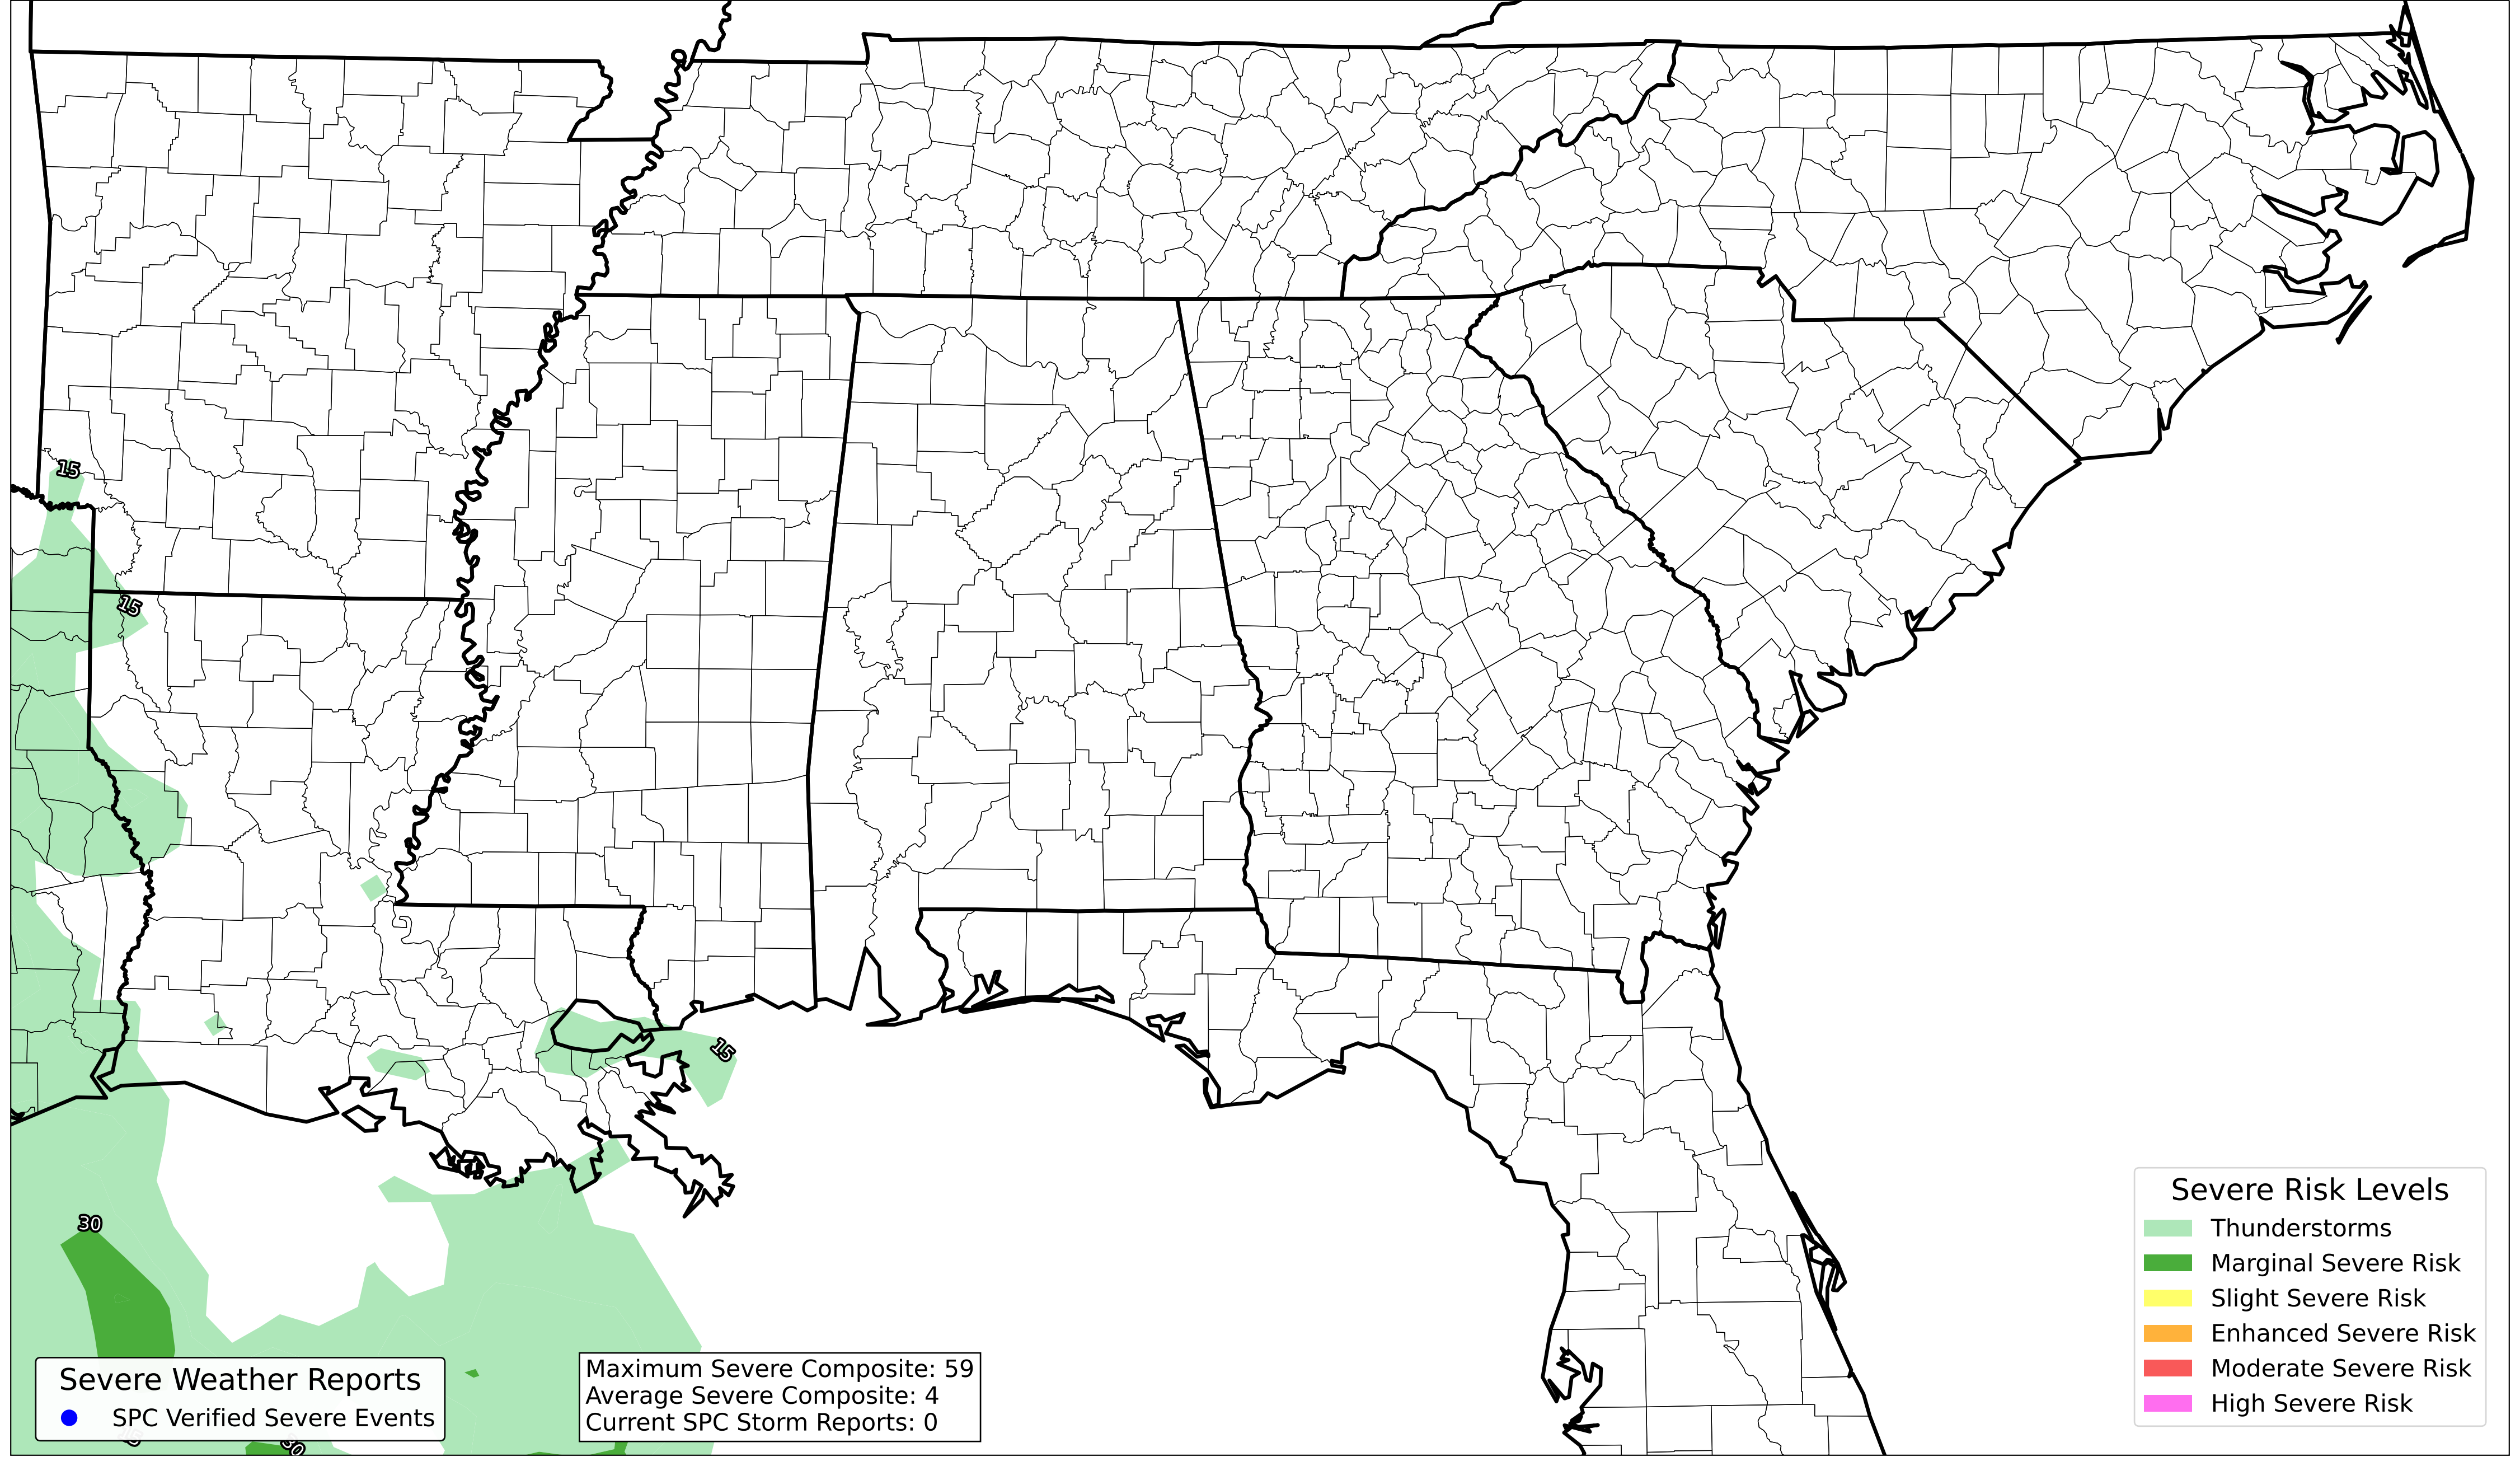 15
15
15
30
30
Severe Weather Reports
SPC Verified Severe Events
Maximum Severe Composite: 59
Average Severe Composite: 4
Current SPC Storm Reports: 0
Severe Risk Levels
Thunderstorms
Marginal Severe Risk
Slight Severe Risk
Enhanced Severe Risk
Moderate Severe Risk
High Severe Risk